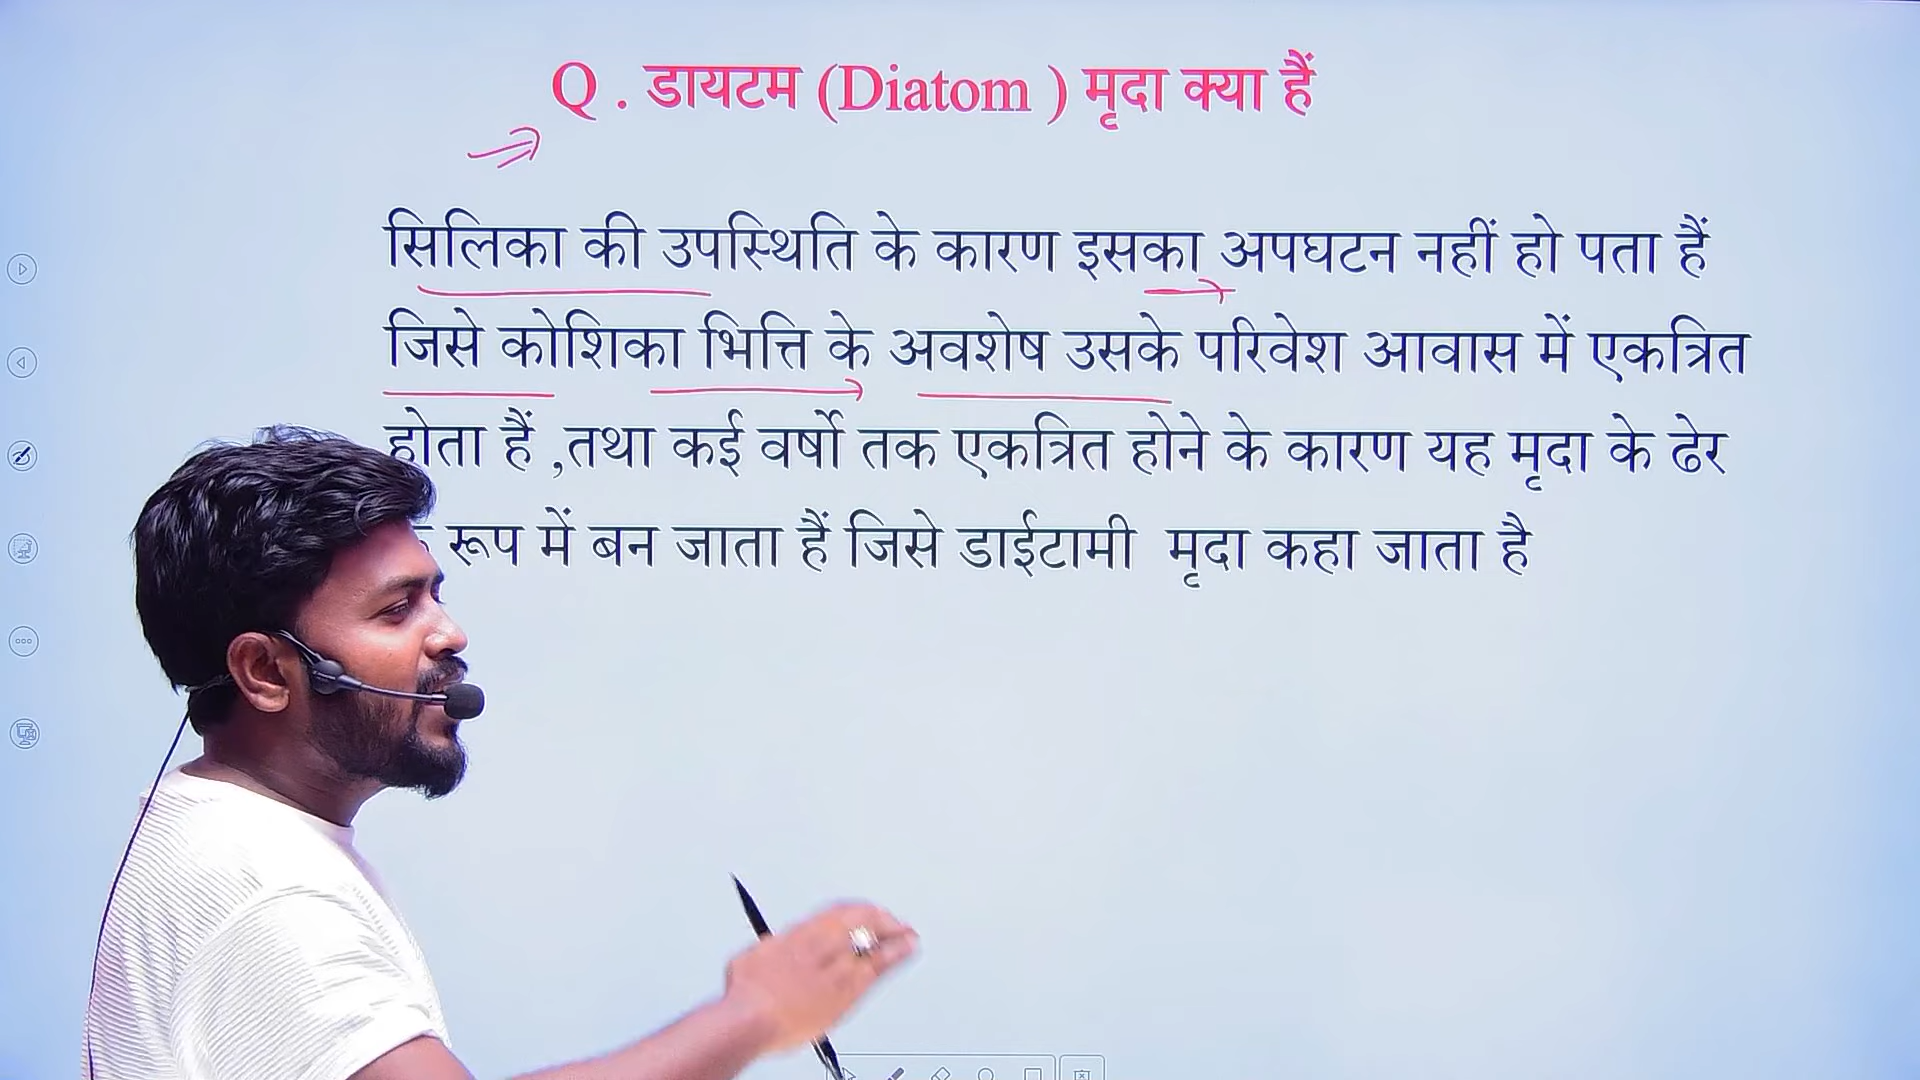 Q . डायटम (Diatom ) मृदा क्या हैं
सिलिका की उपस्थिति के कारण इसका अपघटन नहीं हो पता हैं
जिसे कोशिका भित्ति के अवशेष उसके परिवेश आवास में एकत्रित
होता हैं ,तथा कई वर्षो तक एकत्रित होने के कारण यह मृदा के ढेर
रूप में बन जाता हैं जिसे डाईटामी मृदा कहा जाता है